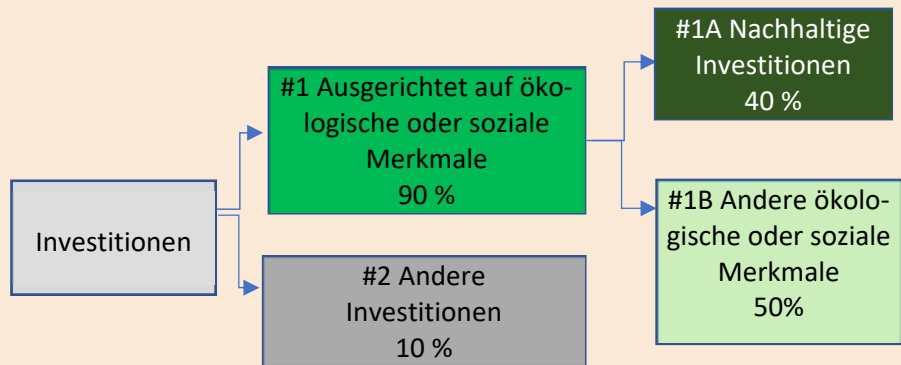 #1A Nachhaltige
Investitionen
40 %
#1 Ausgerichtet auf öko-
logische oder soziale
Merkmale
90 %
#1B Andere ökolo-
gische oder soziale
Merkmale
50%
Investitionen
#2 Andere
Investitionen
10 %